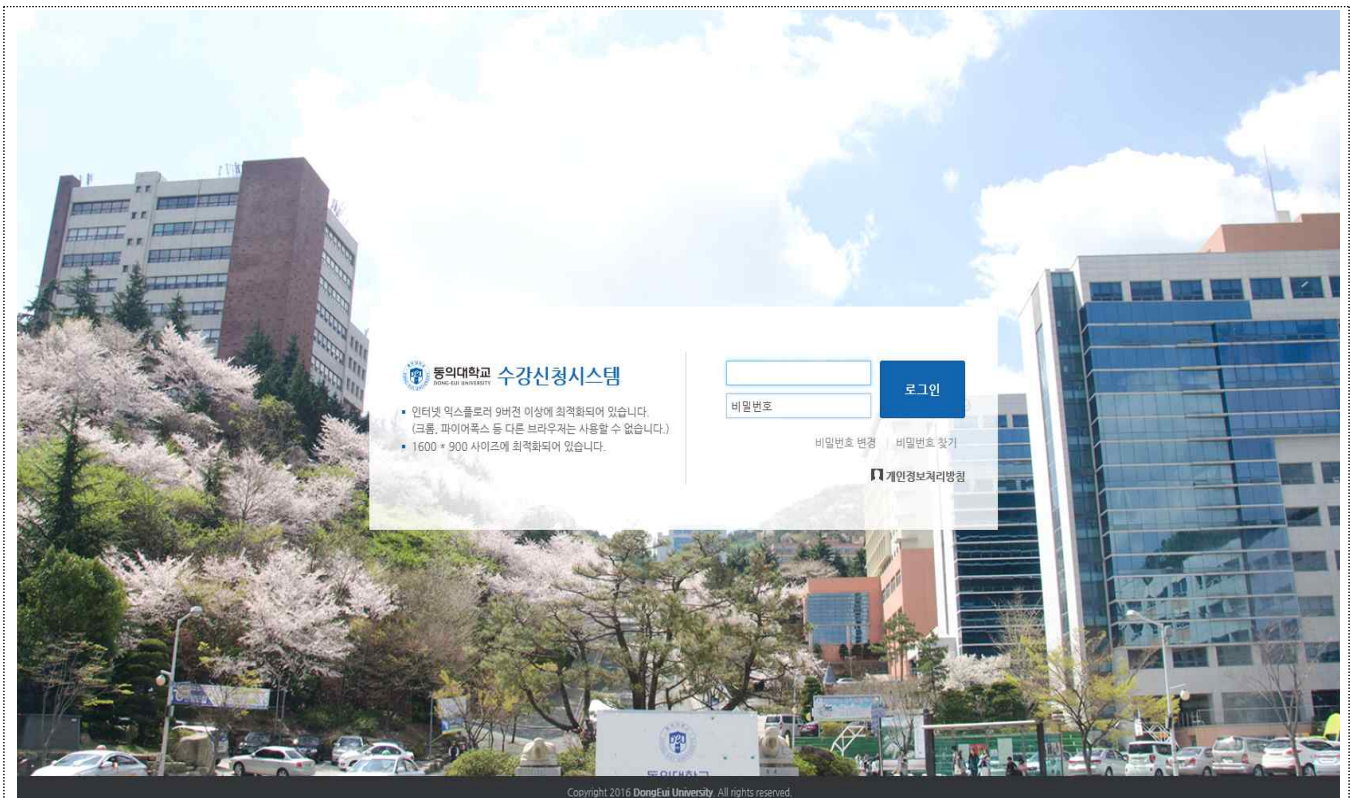 동의대학교
DONG-EUI UNIVERSITY
수강신청시스템
인터넷 익스플로러 9버전 이상에 최적화되어 있습니다.
(크롬, 파이어폭스 등 다른 브라우저는 사용할 수 없습니다.)
1600 * 900 사이즈에 최적화되어 있습니다.
비밀번호
로그인
비밀번호 변경 | 비밀번호 찾기
개인정보처리방침
동의대학교
Copyright 2016 DongEui University. All rights reserved.